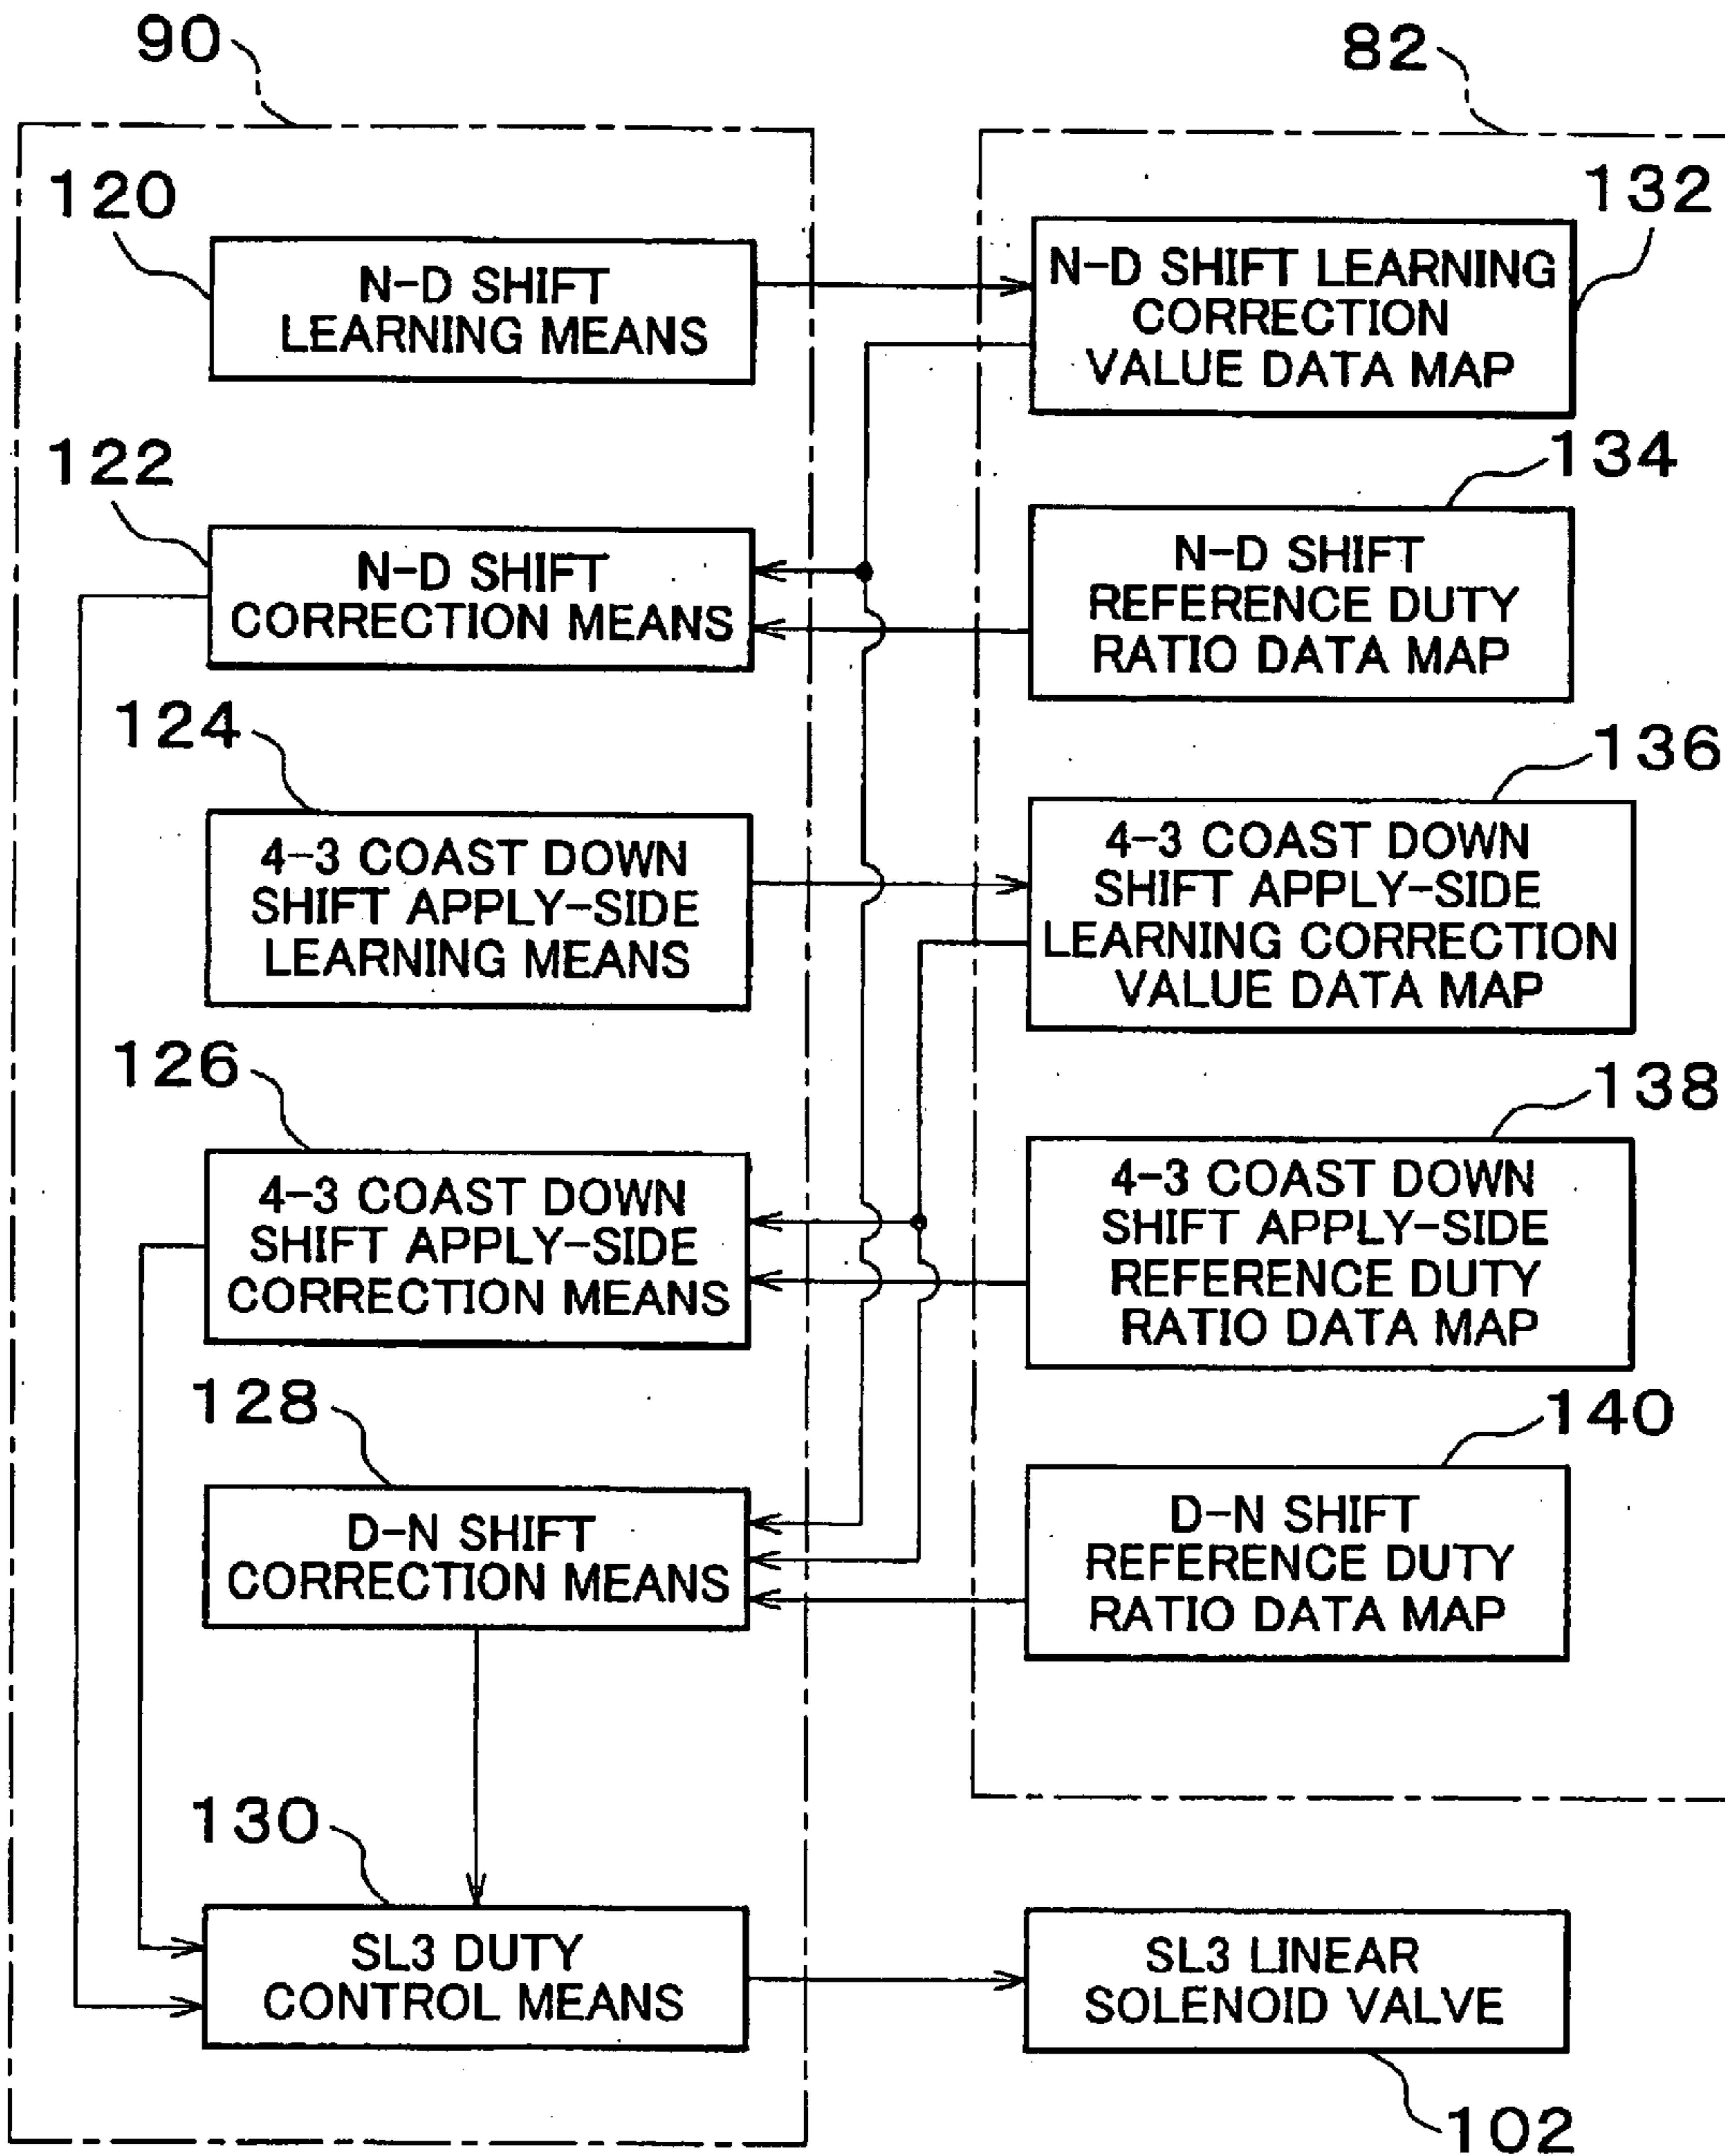 90
82
120
N-D SHIFT
LEARNING MEANS
132
N-D SHIFT LEARNING
CORRECTION
VALUE DATA MAP
122
N-D SHIFT
CORRECTION MEANS
134
N-D SHIFT
REFERENCE DUTY
RATIO DATA MAP
124
4-3 COAST DOWN
SHIFT APPLY-SIDE
LEARNING MEANS
136
4-3 COAST DOWN
SHIFT APPLY-SIDE
LEARNING CORRECTION
VALUE DATA MAP
126
4-3 COAST DOWN
SHIFT APPLY-SIDE
CORRECTION MEANS
138
4-3 COAST DOWN
SHIFT APPLY-SIDE
REFERENCE DUTY
RATIO DATA MAP
128
D-N SHIFT
CORRECTION MEANS
140
D-N SHIFT
REFERENCE DUTY
RATIO DATA MAP
130
SL3 DUTY
CONTROL MEANS
SL3 LINEAR
SOLENOID VALVE
102